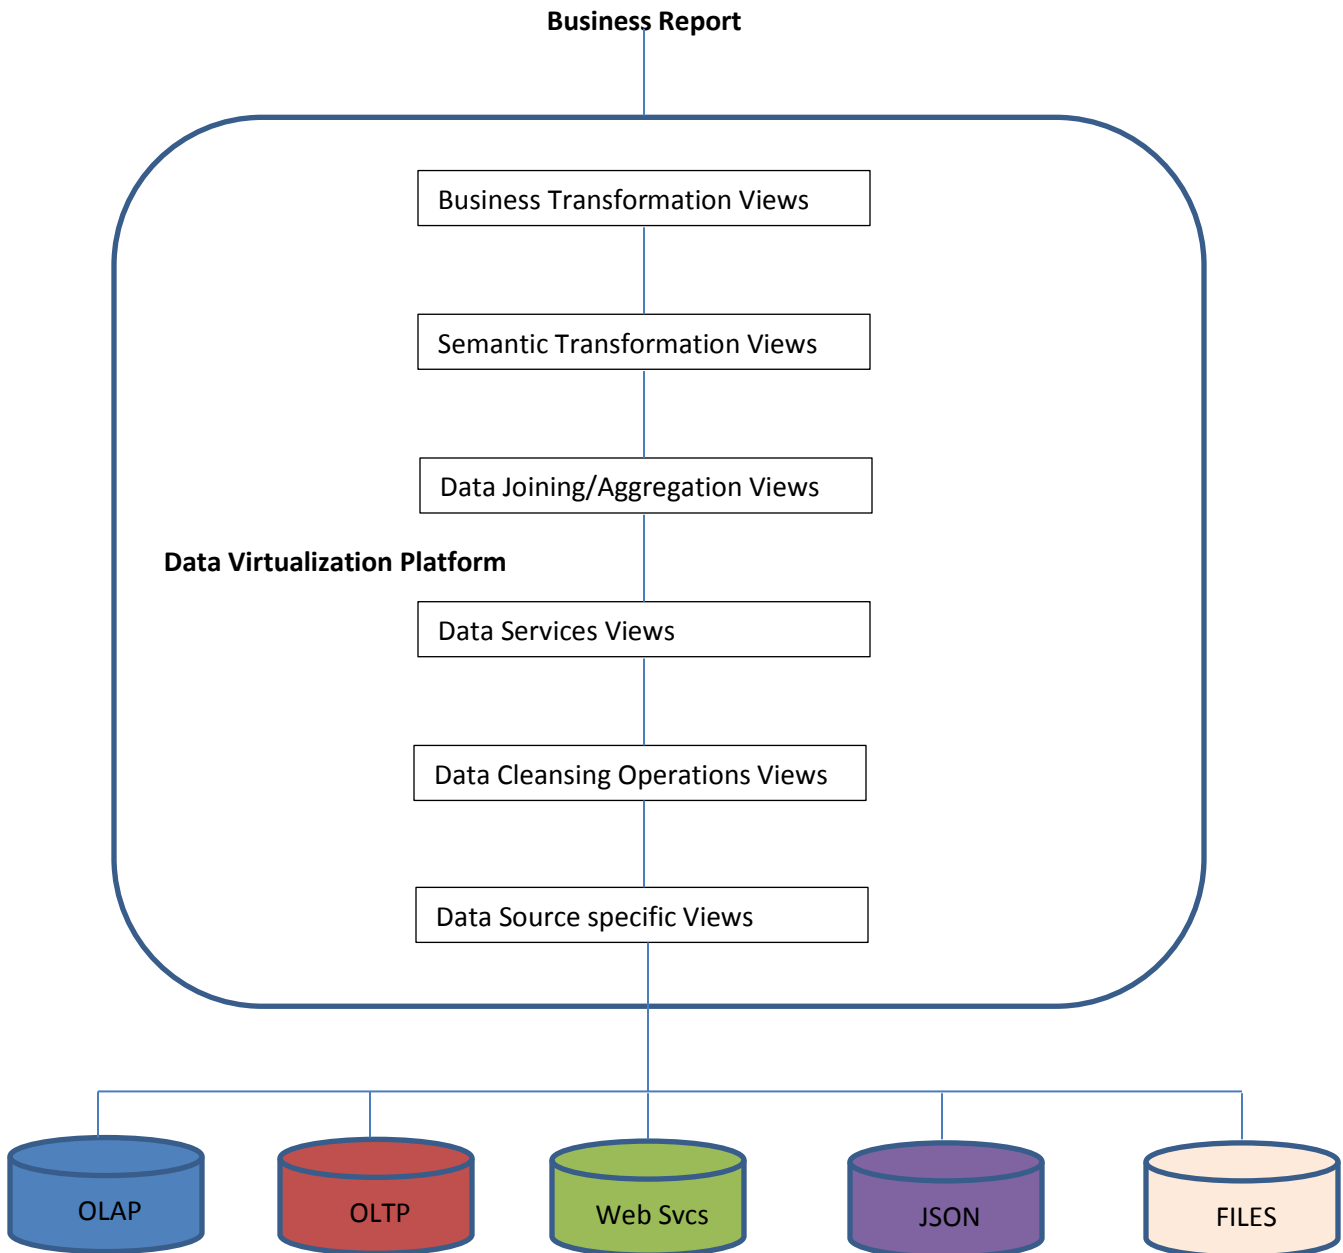 Business Report
Business Transformation Views
Semantic Transformation Views
Data Joining/Aggregation Views
Data Virtualization Platform
Data Services Views
Data Cleansing Operations Views
Data Source specific Views
OLAP
OLTP
Web Svcs
JSON
FILES